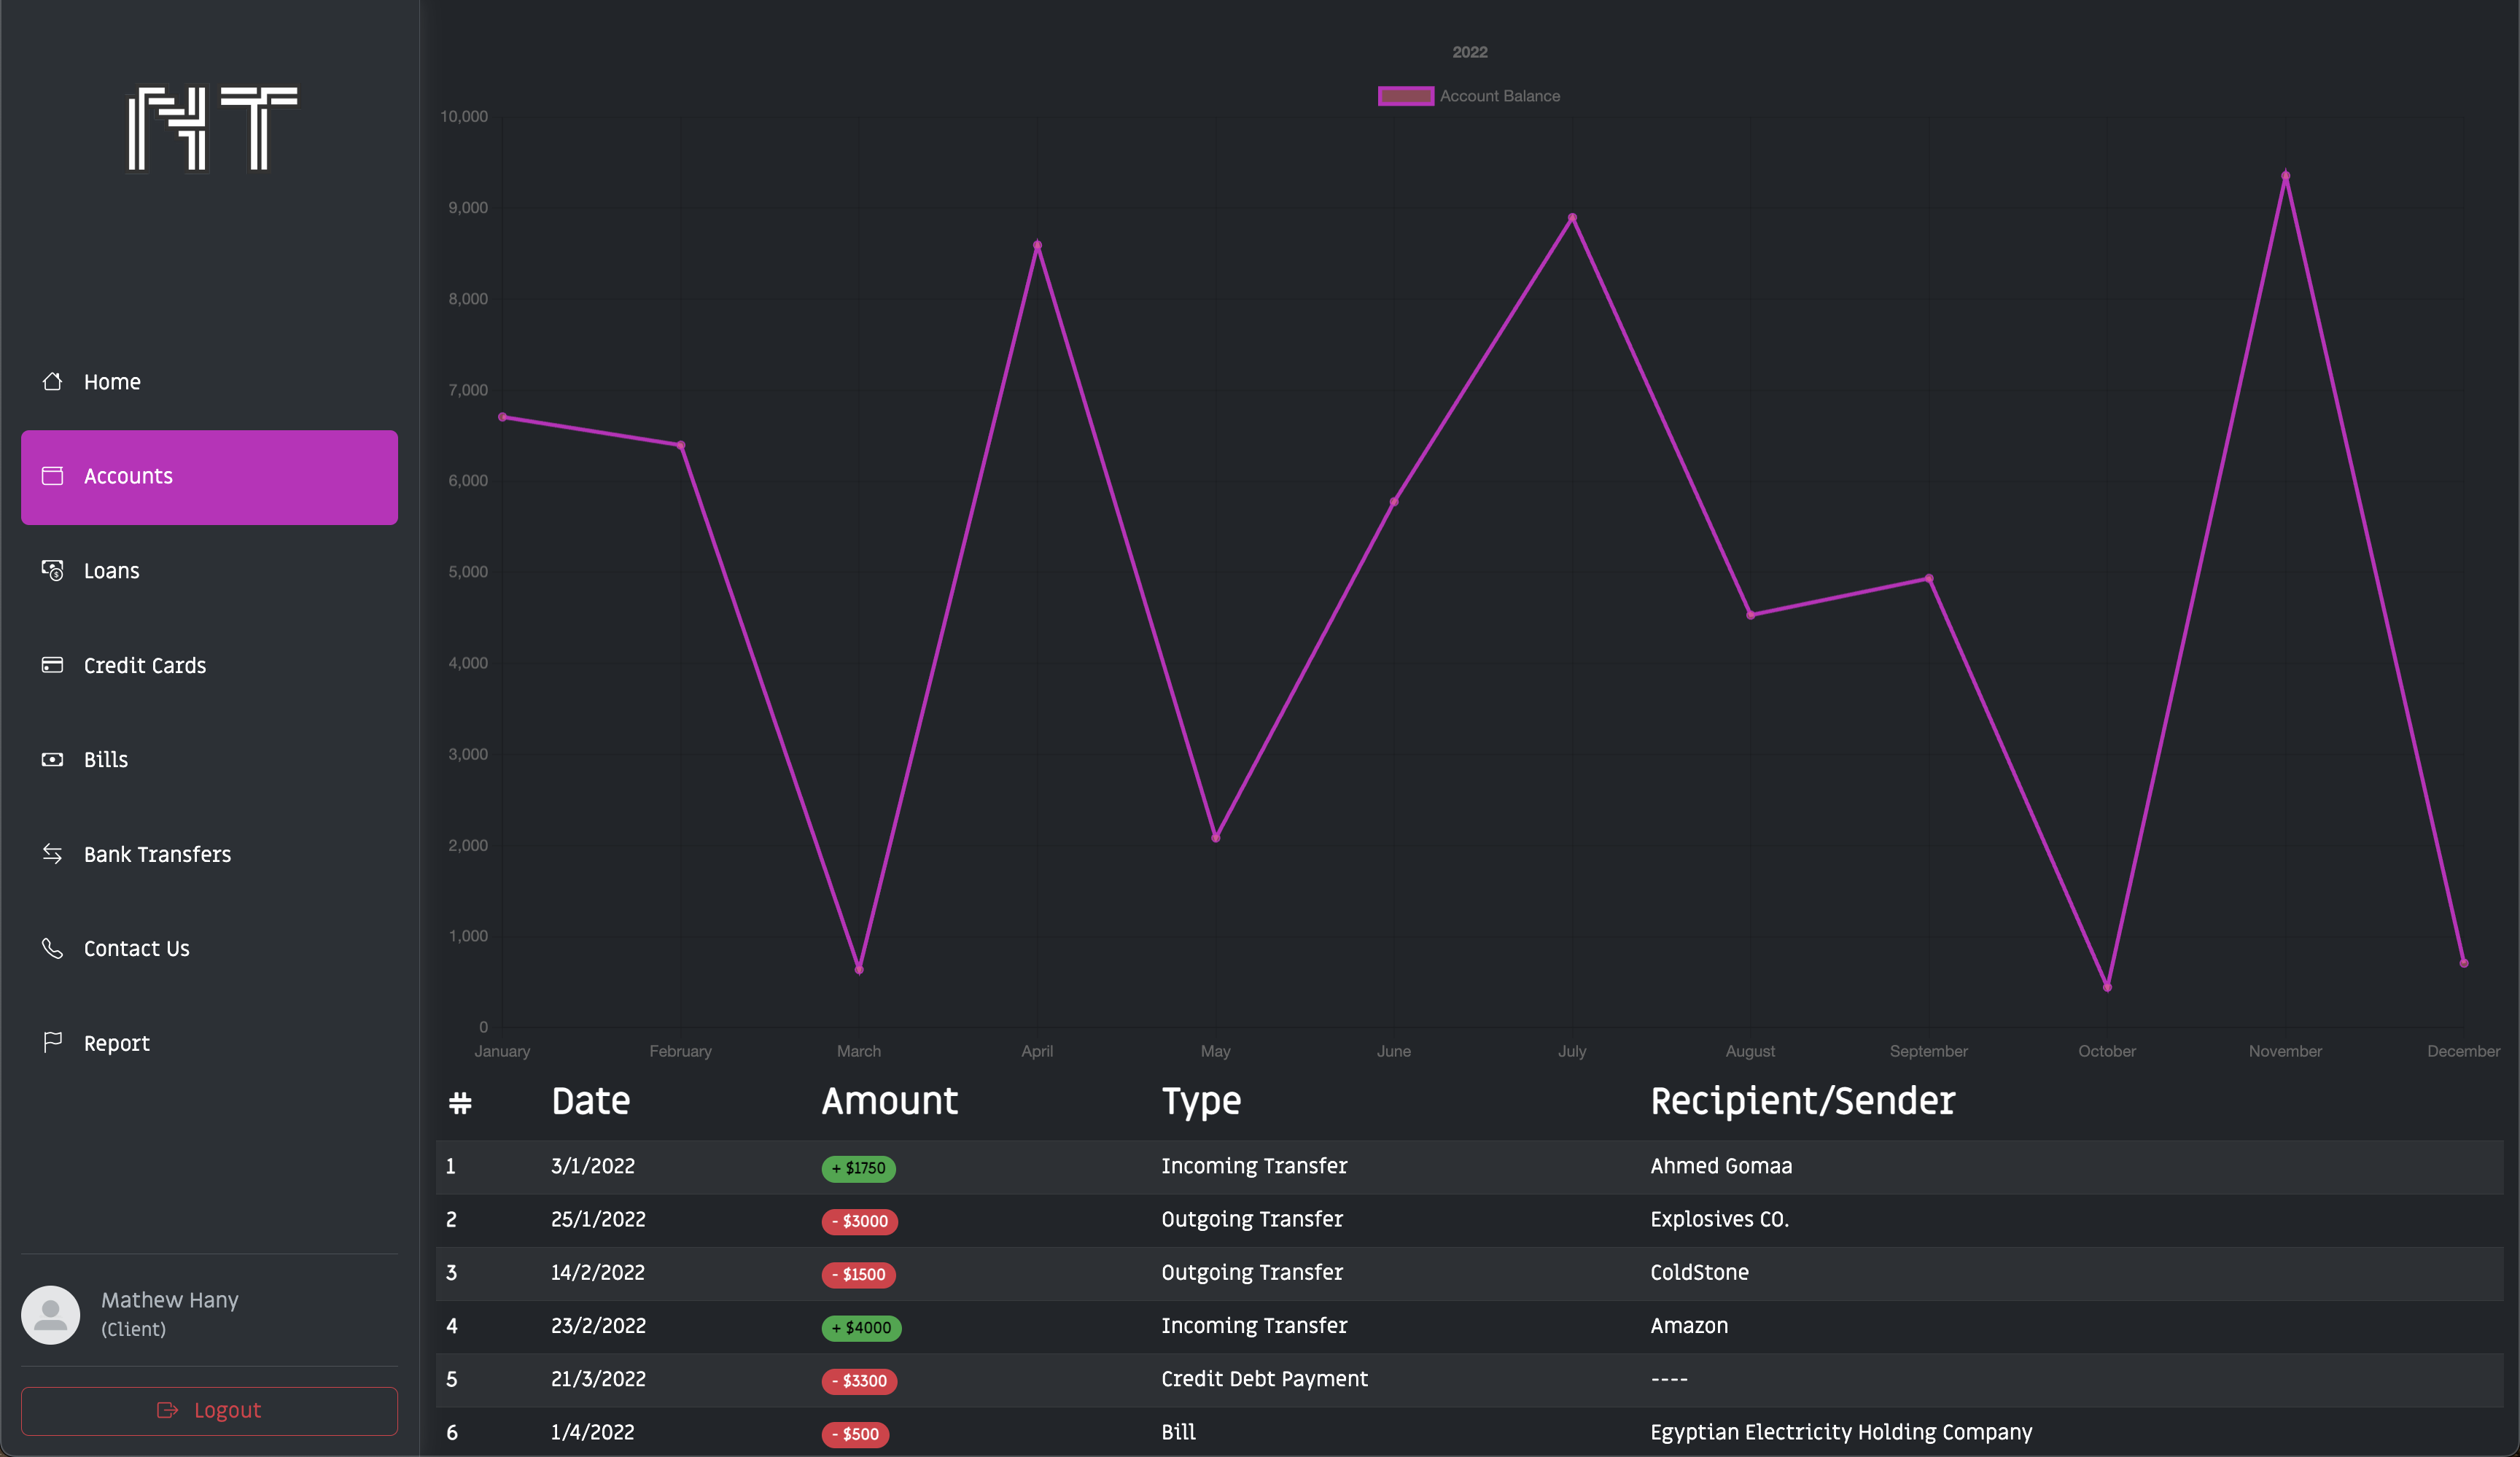 NT
Home
Accounts
Loans
Credit Cards
Bills
Bank Transfers
Contact Us
Report
Mathew Hany
(Client)
Logout
2022
Account Balance
10,000
9,000
8,000
7,000
6,000
5,000
4,000
3,000
2,000
1,000
0
January February March April May June July August September October November December
# Date Amount Type Recipient/Sender
1 3/1/2022 + $1750 Incoming Transfer Ahmed Gomaa
2 25/1/2022 - $3000 Outgoing Transfer Explosives CO.
3 14/2/2022 - $1500 Outgoing Transfer ColdStone
4 23/2/2022 + $4000 Incoming Transfer Amazon
5 21/3/2022 - $3300 Credit Debt Payment ----
6 1/4/2022 - $500 Bill Egyptian Electricity Holding Company